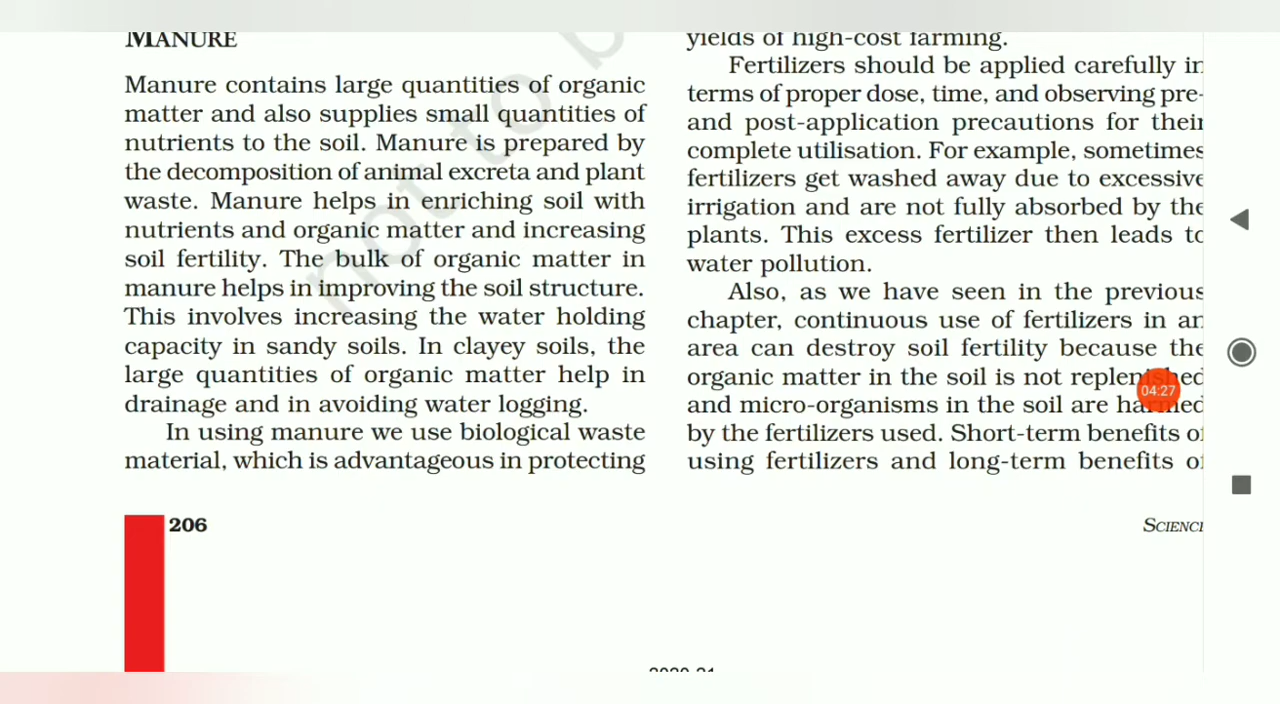 MANURE
Manure contains large quantities of organic
matter and also supplies small quantities of
nutrients to the soil. Manure is prepared by
the decomposition of animal excreta and plant
waste. Manure helps in enriching soil with
nutrients and organic matter and increasing
soil fertility. The bulk of organic matter in
manure helps in improving the soil structure.
This involves increasing the water holding
capacity in sandy soils. In clayey soils, the
large quantities of organic matter help in
drainage and in avoiding water logging.
In using manure we use biological waste
material, which is advantageous in protecting
206
yields of high-cost farming.
Fertilizers should be applied carefully in
terms of proper dose, time, and observing pre-
and post-application precautions for their
complete utilisation. For example, sometimes
fertilizers get washed away due to excessive
irrigation and are not fully absorbed by the
plants. This excess fertilizer then leads to
water pollution.
Also, as we have seen in the previous
chapter, continuous use of fertilizers in an
area can destroy soil fertility because the
organic matter in the soil is not replenished
and micro-organisms in the soil are harmed
by the fertilizers used. Short-term benefits of
using fertilizers and long-term benefits of
SCIENCE
04:27
not to b
2020-21